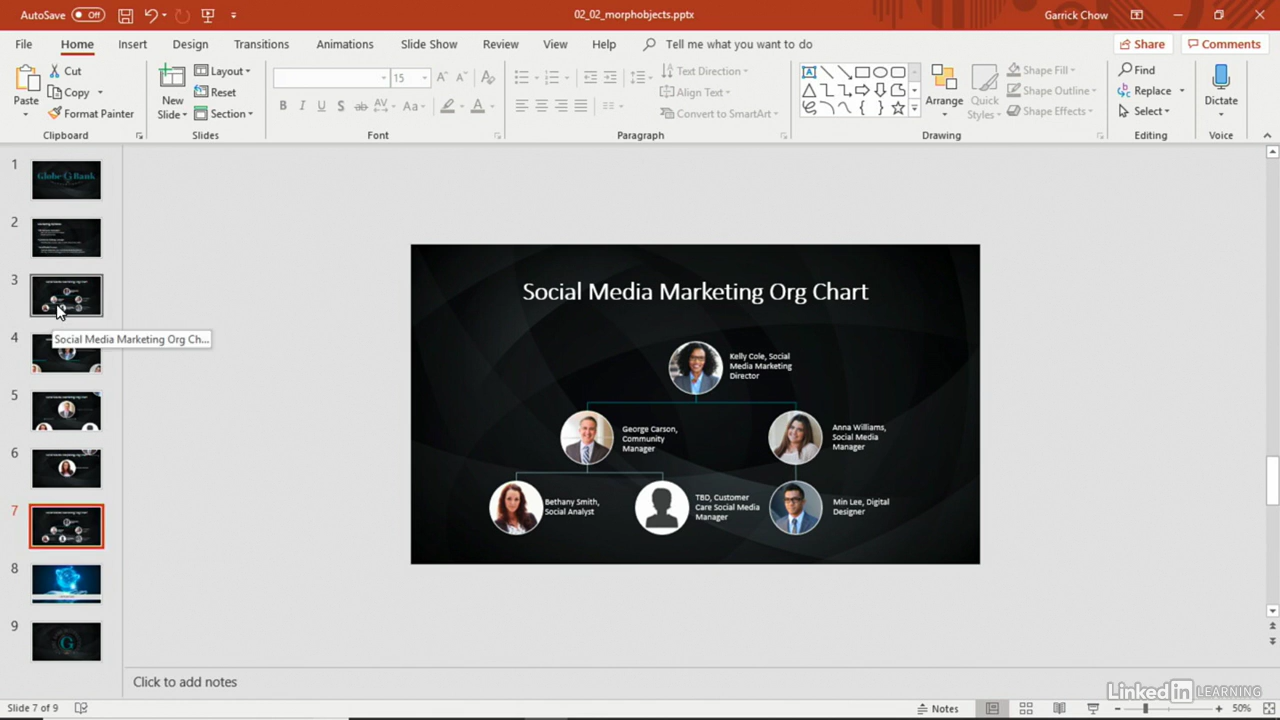 AutoSave Off
02_02_morphobjects.pptx
Garrick Chow
File Home Insert Design Transitions Animations Slide Show Review View Help Tell me what you want to do
Share Comments
Paste
Cut
Copy
Format Painter
Clipboard
New
Slide
Layout
Reset
Section
Slides
15
Font
Text Direction
Align Text
Convert to SmartArt
Paragraph
Arrange
Quick
Styles
Shape Fill
Shape Outline
Shape Effects
Drawing
Find
Replace
Select
Editing
Dictate
Voice
1
Globe G Bank
2
3
Social Media Marketing Org Ch...
4
5
6
7
8
9
G
Social Media Marketing Org Chart
Kelly Cole, Social
Media Marketing
Director
George Carson,
Community
Manager
Anna Williams,
Social Media
Manager
Bethany Smith,
Social Analyst
TBD, Customer
Care Social Media
Manager
Min Lee, Digital
Designer
Click to add notes
Slide 7 of 9
Notes
50%
Linked in LEARNING